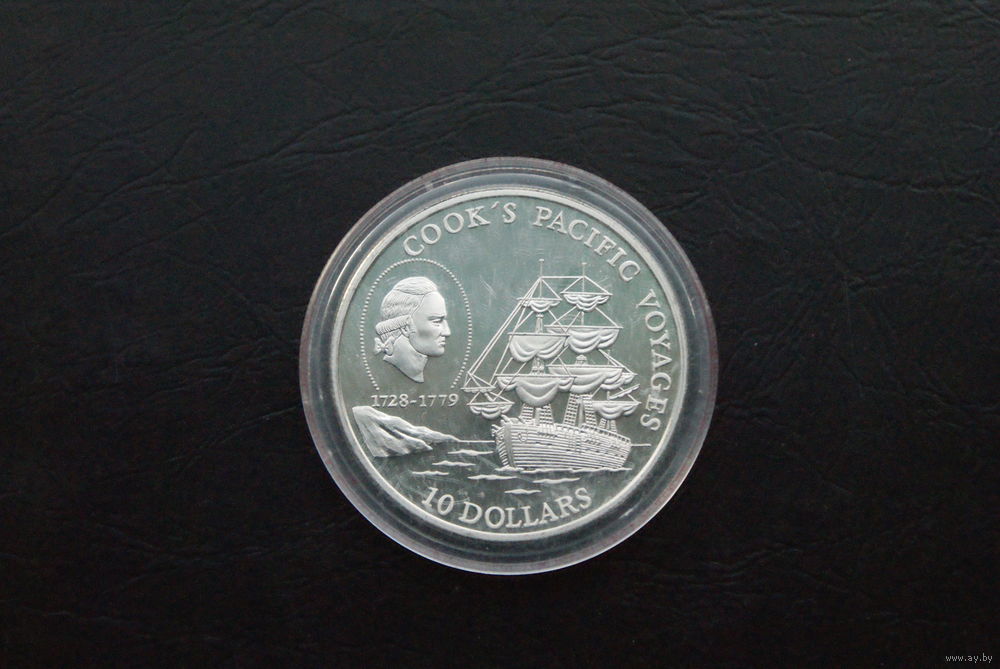 COOK´S PACIFIC VOYAGES
1728-1779
10 DOLLARS
www.ay.by